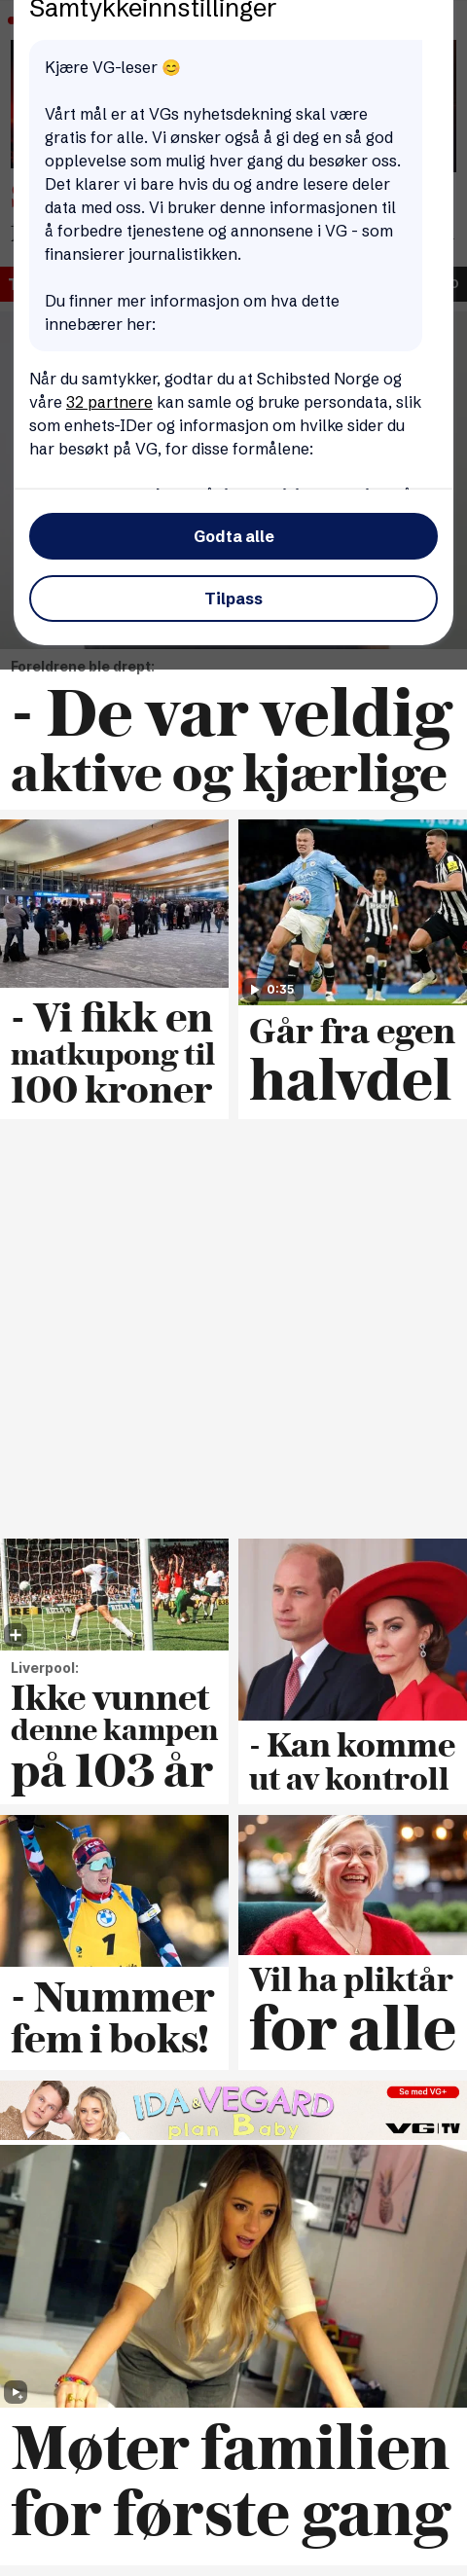 Samtykkeinnstillinger
Kjære VG-leser 😊
Vårt mål er at VGs nyhetsdekning skal være
gratis for alle. Vi ønsker også å gi deg en så god
opplevelse som mulig hver gang du besøker oss.
Det klarer vi bare hvis du og andre lesere deler
data med oss. Vi bruker denne informasjonen til
å forbedre tjenestene og annonsene i VG - som
finansierer journalistikken.
Du finner mer informasjon om hva dette
innebærer her:
Når du samtykker, godtar du at Schibsted Norge og
våre 32 partnere kan samle og bruke persondata, slik
som enhets-IDer og informasjon om hvilke sider du
har besøkt på VG, for disse formålene:
Godta alle
Tilpass
Foreldrene ble drept:
- De var veldig
aktive og kjærlige
- Vi fikk en
matkupong til
100 kroner
0:35
Går fra egen
halvdel
Liverpool:
Ikke vunnet
denne kampen
på 103 år
- Kan komme
ut av kontroll
1
- Nummer
fem i boks!
Vil ha pliktår
for alle
IDA & VEGARD
plan Baby
Se med VG+
VG|TV
Møter familien
for første gang